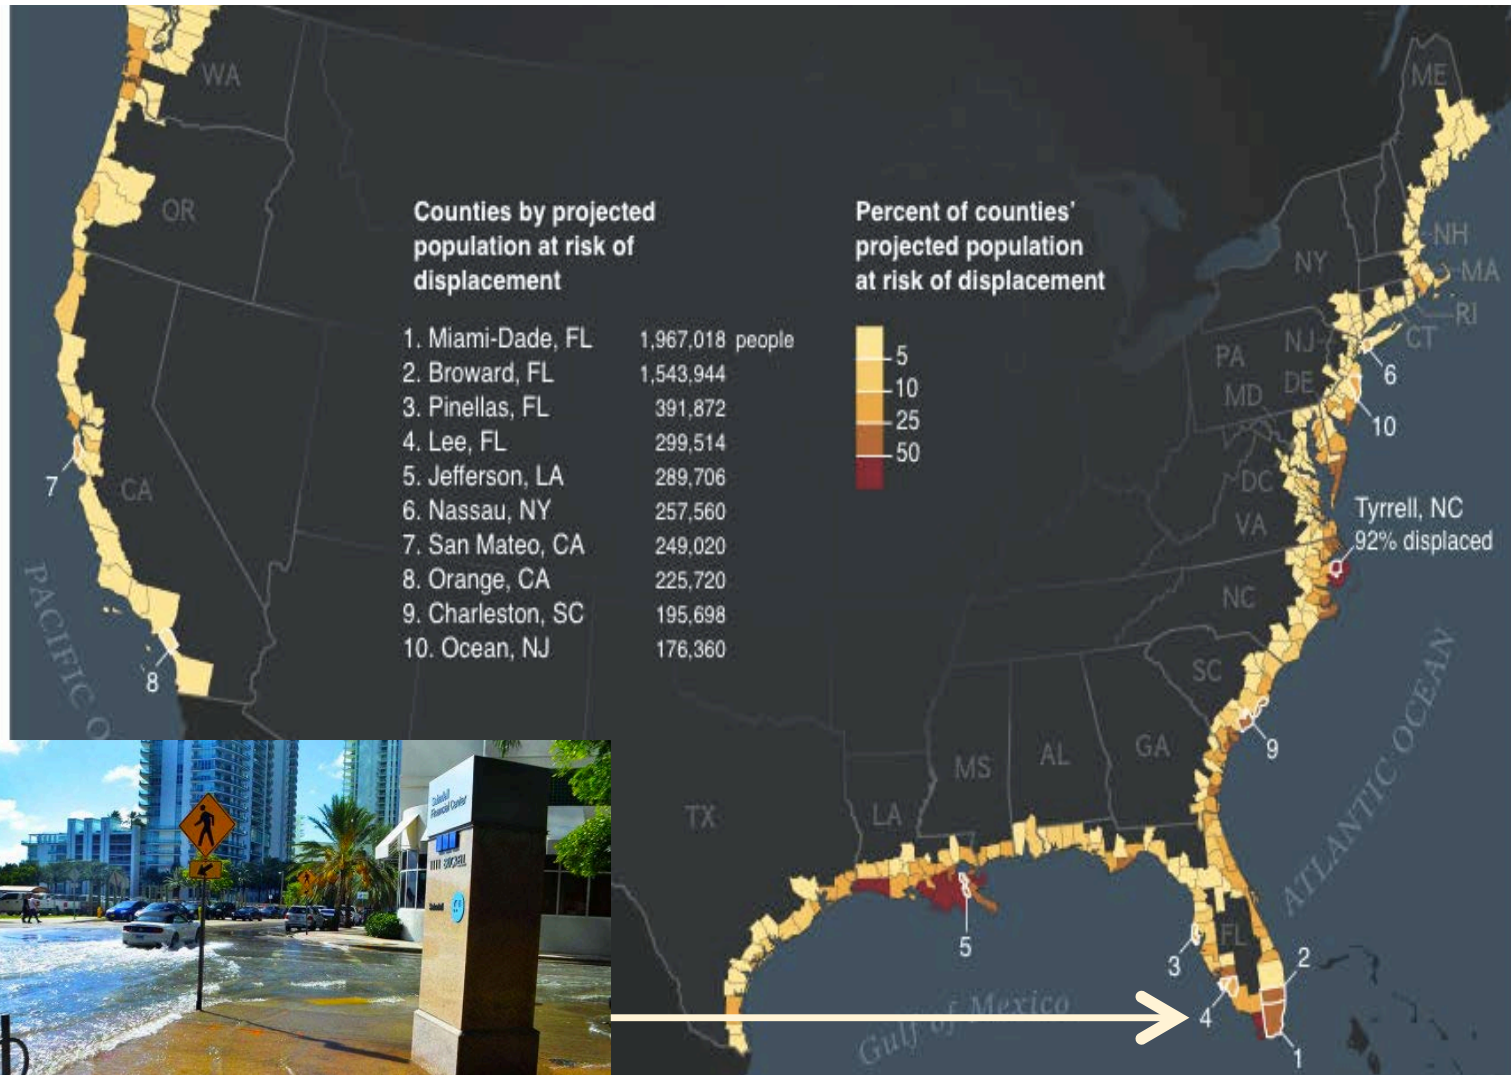 WA
ME
OR
Counties by projected
population at risk of
displacement
1. Miami-Dade, FL 1,967,018 people
2. Broward, FL 1,543,944
3. Pinellas, FL 391,872
4. Lee, FL 299,514
5. Jefferson, LA 289,706
6. Nassau, NY 257,560
7. San Mateo, CA 249,020
8. Orange, CA 225,720
9. Charleston, SC 195,698
10. Ocean, NJ 176,360
Percent of counties'
projected population
at risk of displacement
5
10
25
50
NH
NY
MA
RI
CT
NJ
PA
MD
DE
6
10
DC
VA
Tyrrell, NC
92% displaced
NC
SC
9
7
CA
8
PACIFIC O
ATLANTIC OCEAN
MS
AL
GA
TX
LA
5
FL
3
2
4
1
Gulf of Mexico
Financial Center
BRICKELL